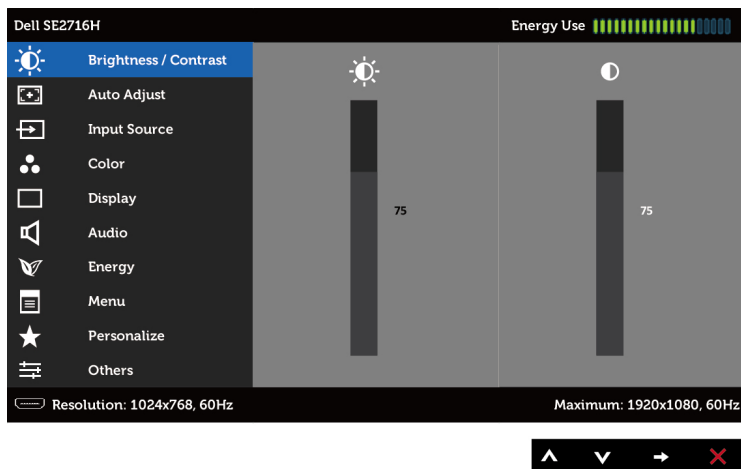 Dell SE2716H
Energy Use
Brightness / Contrast
Auto Adjust
Input Source
Color
Display
Audio
Energy
Menu
Personalize
Others
75
75
Resolution: 1024x768, 60Hz
Maximum: 1920x1080, 60Hz